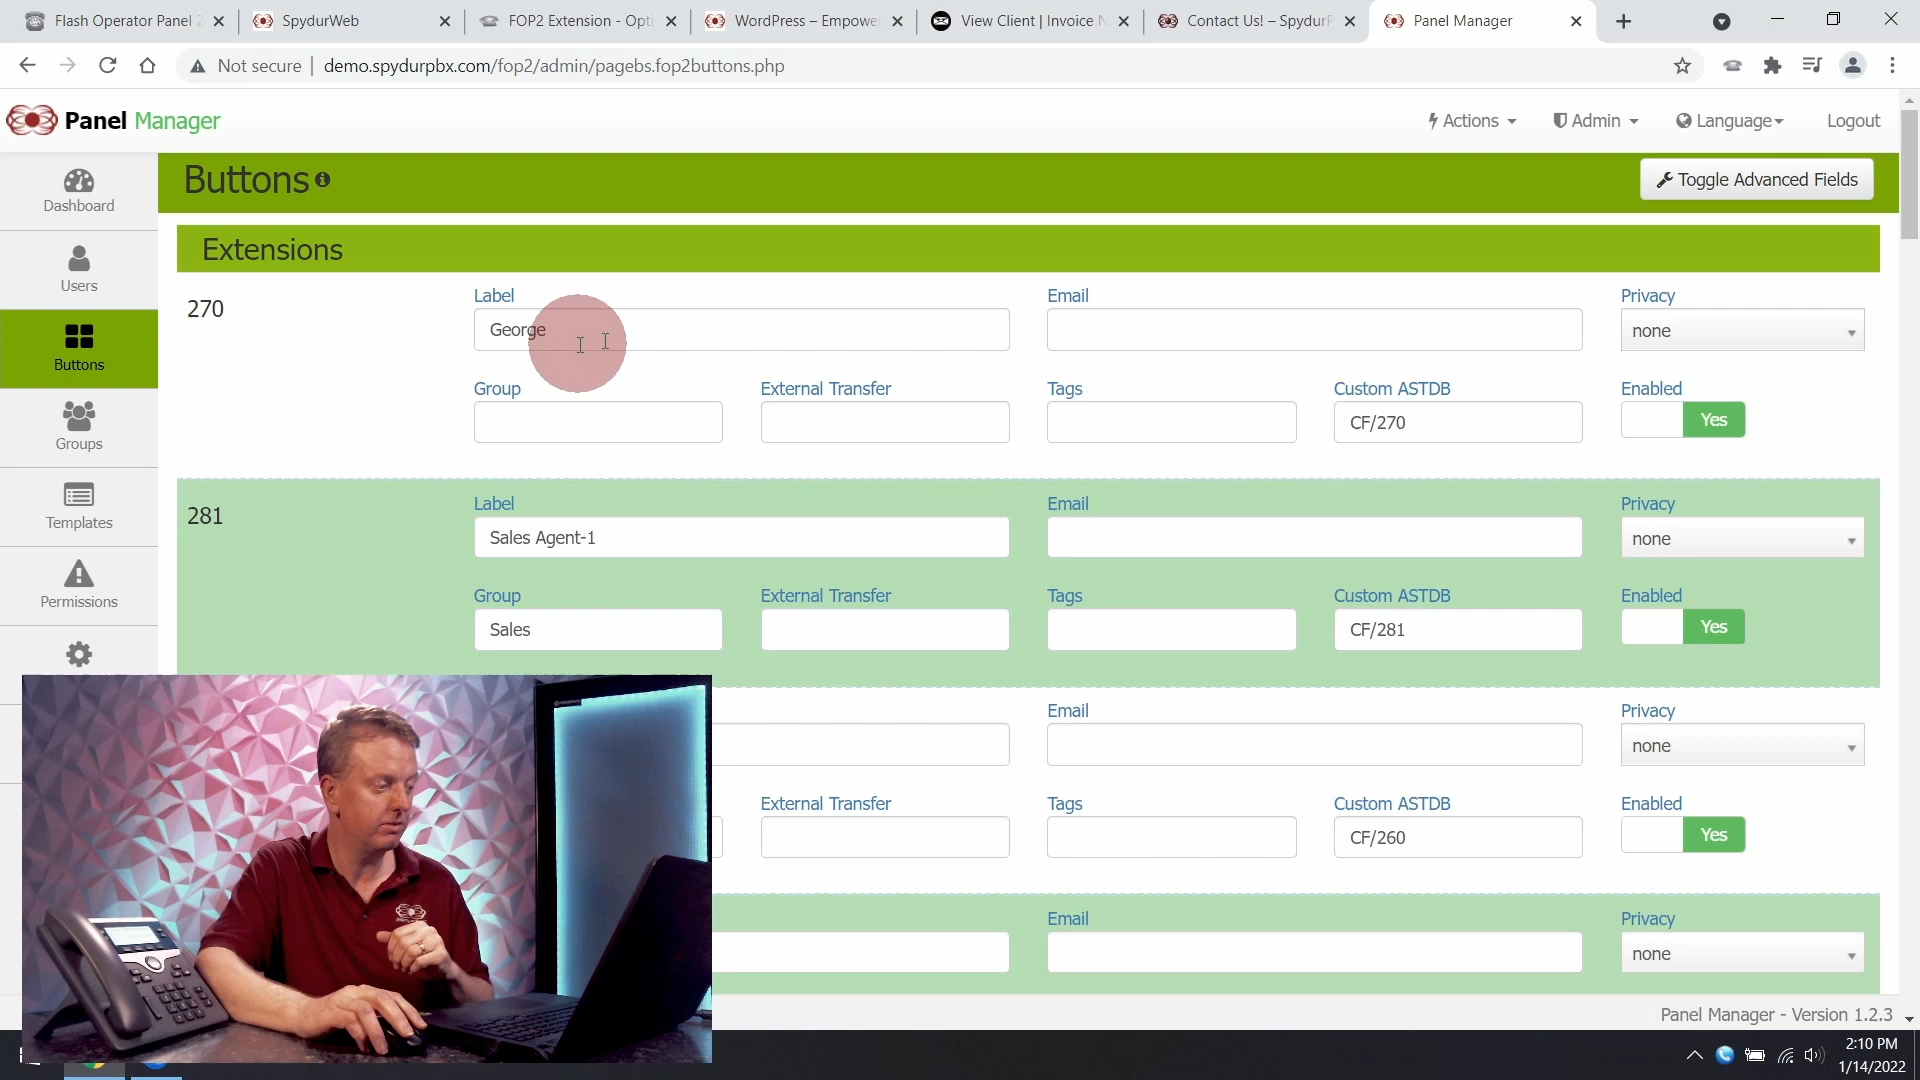 Flash Operator Panel 2
SpydurWeb
FOP2 Extension - Opti
WordPress – Empowe
View Client | Invoice N
Contact Us! – SpydurP
Panel Manager
Not secure | demo.spydurpbx.com/fop2/admin/pagebs.fop2buttons.php
Panel Manager
Actions
Admin
Language
Logout
Dashboard
Users
Buttons
Groups
Templates
Permissions
Buttons
Toggle Advanced Fields
Extensions
270
Label
Email
Privacy
George
none
Group
External Transfer
Tags
Custom ASTDB
Enabled
CF/270
Yes
281
Label
Email
Privacy
Sales Agent-1
none
Group
External Transfer
Tags
Custom ASTDB
Enabled
Sales
CF/281
Yes
Email
Privacy
none
External Transfer
Tags
Custom ASTDB
Enabled
CF/260
Yes
Email
Privacy
none
Panel Manager - Version 1.2.3
2:10 PM
1/14/2022